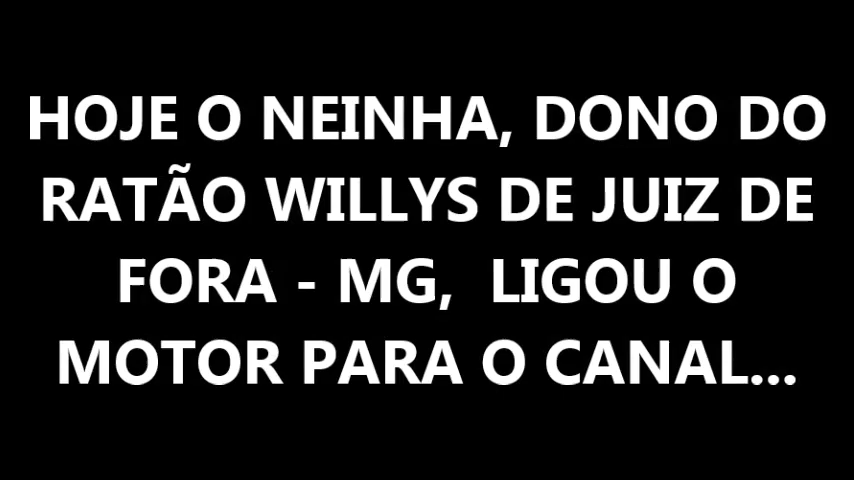 HOJE O NEINHA, DONO DO
RATÃO WILLYS DE JUIZ DE
FORA - MG,  LIGOU O
MOTOR PARA O CANAL...